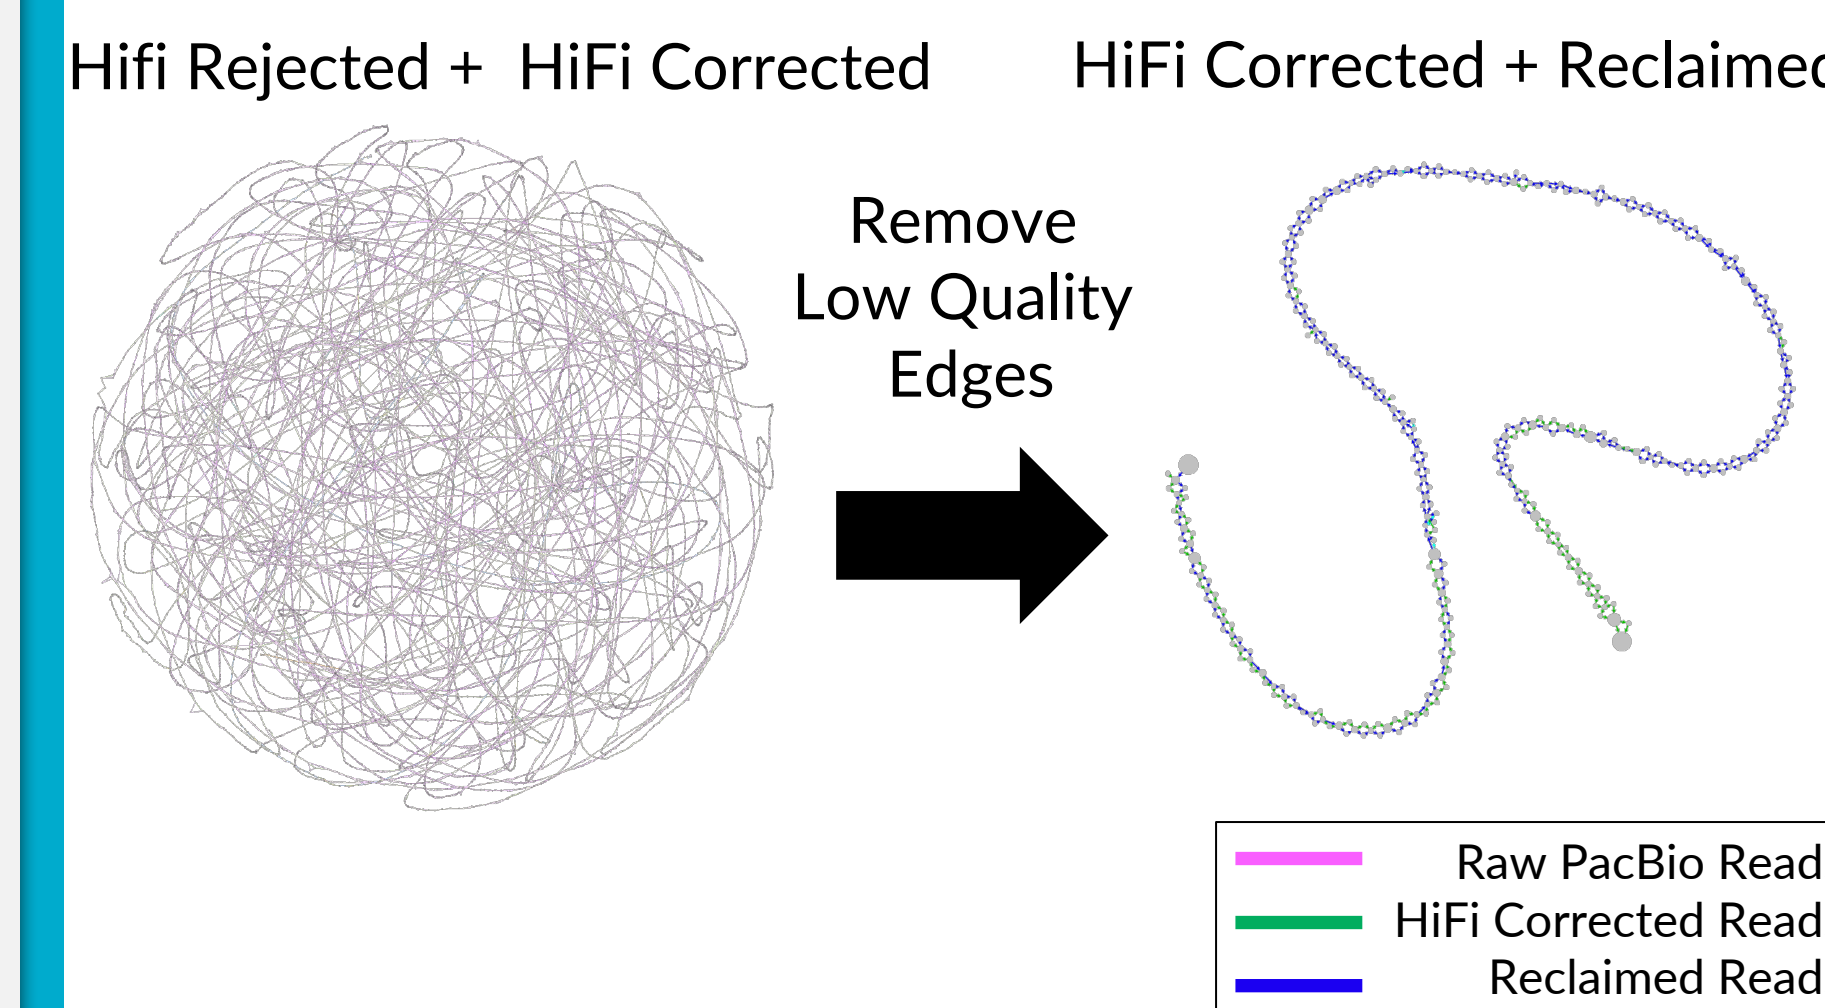 Hifi Rejected + HiFi Corrected
HiFi Corrected + Reclaimed
Remove
Low Quality
Edges
Raw PacBio Read
HiFi Corrected Read
Reclaimed Read